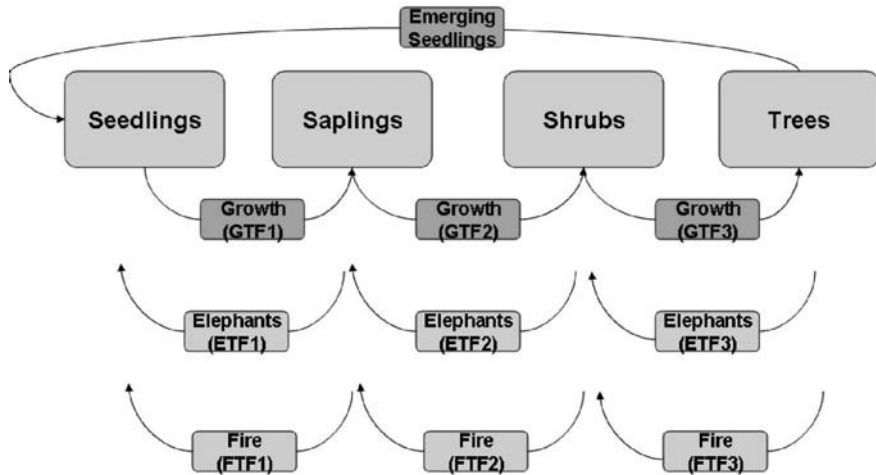 Emerging
Seedlings
Seedlings
Saplings
Shrubs
Trees
Growth
(GTF1)
Growth
(GTF2)
Growth
(GTF3)
Elephants
(ETF1)
Elephants
(ETF2)
Elephants
(ETF3)
Fire
(FTF1)
Fire
(FTF2)
Fire
(FTF3)